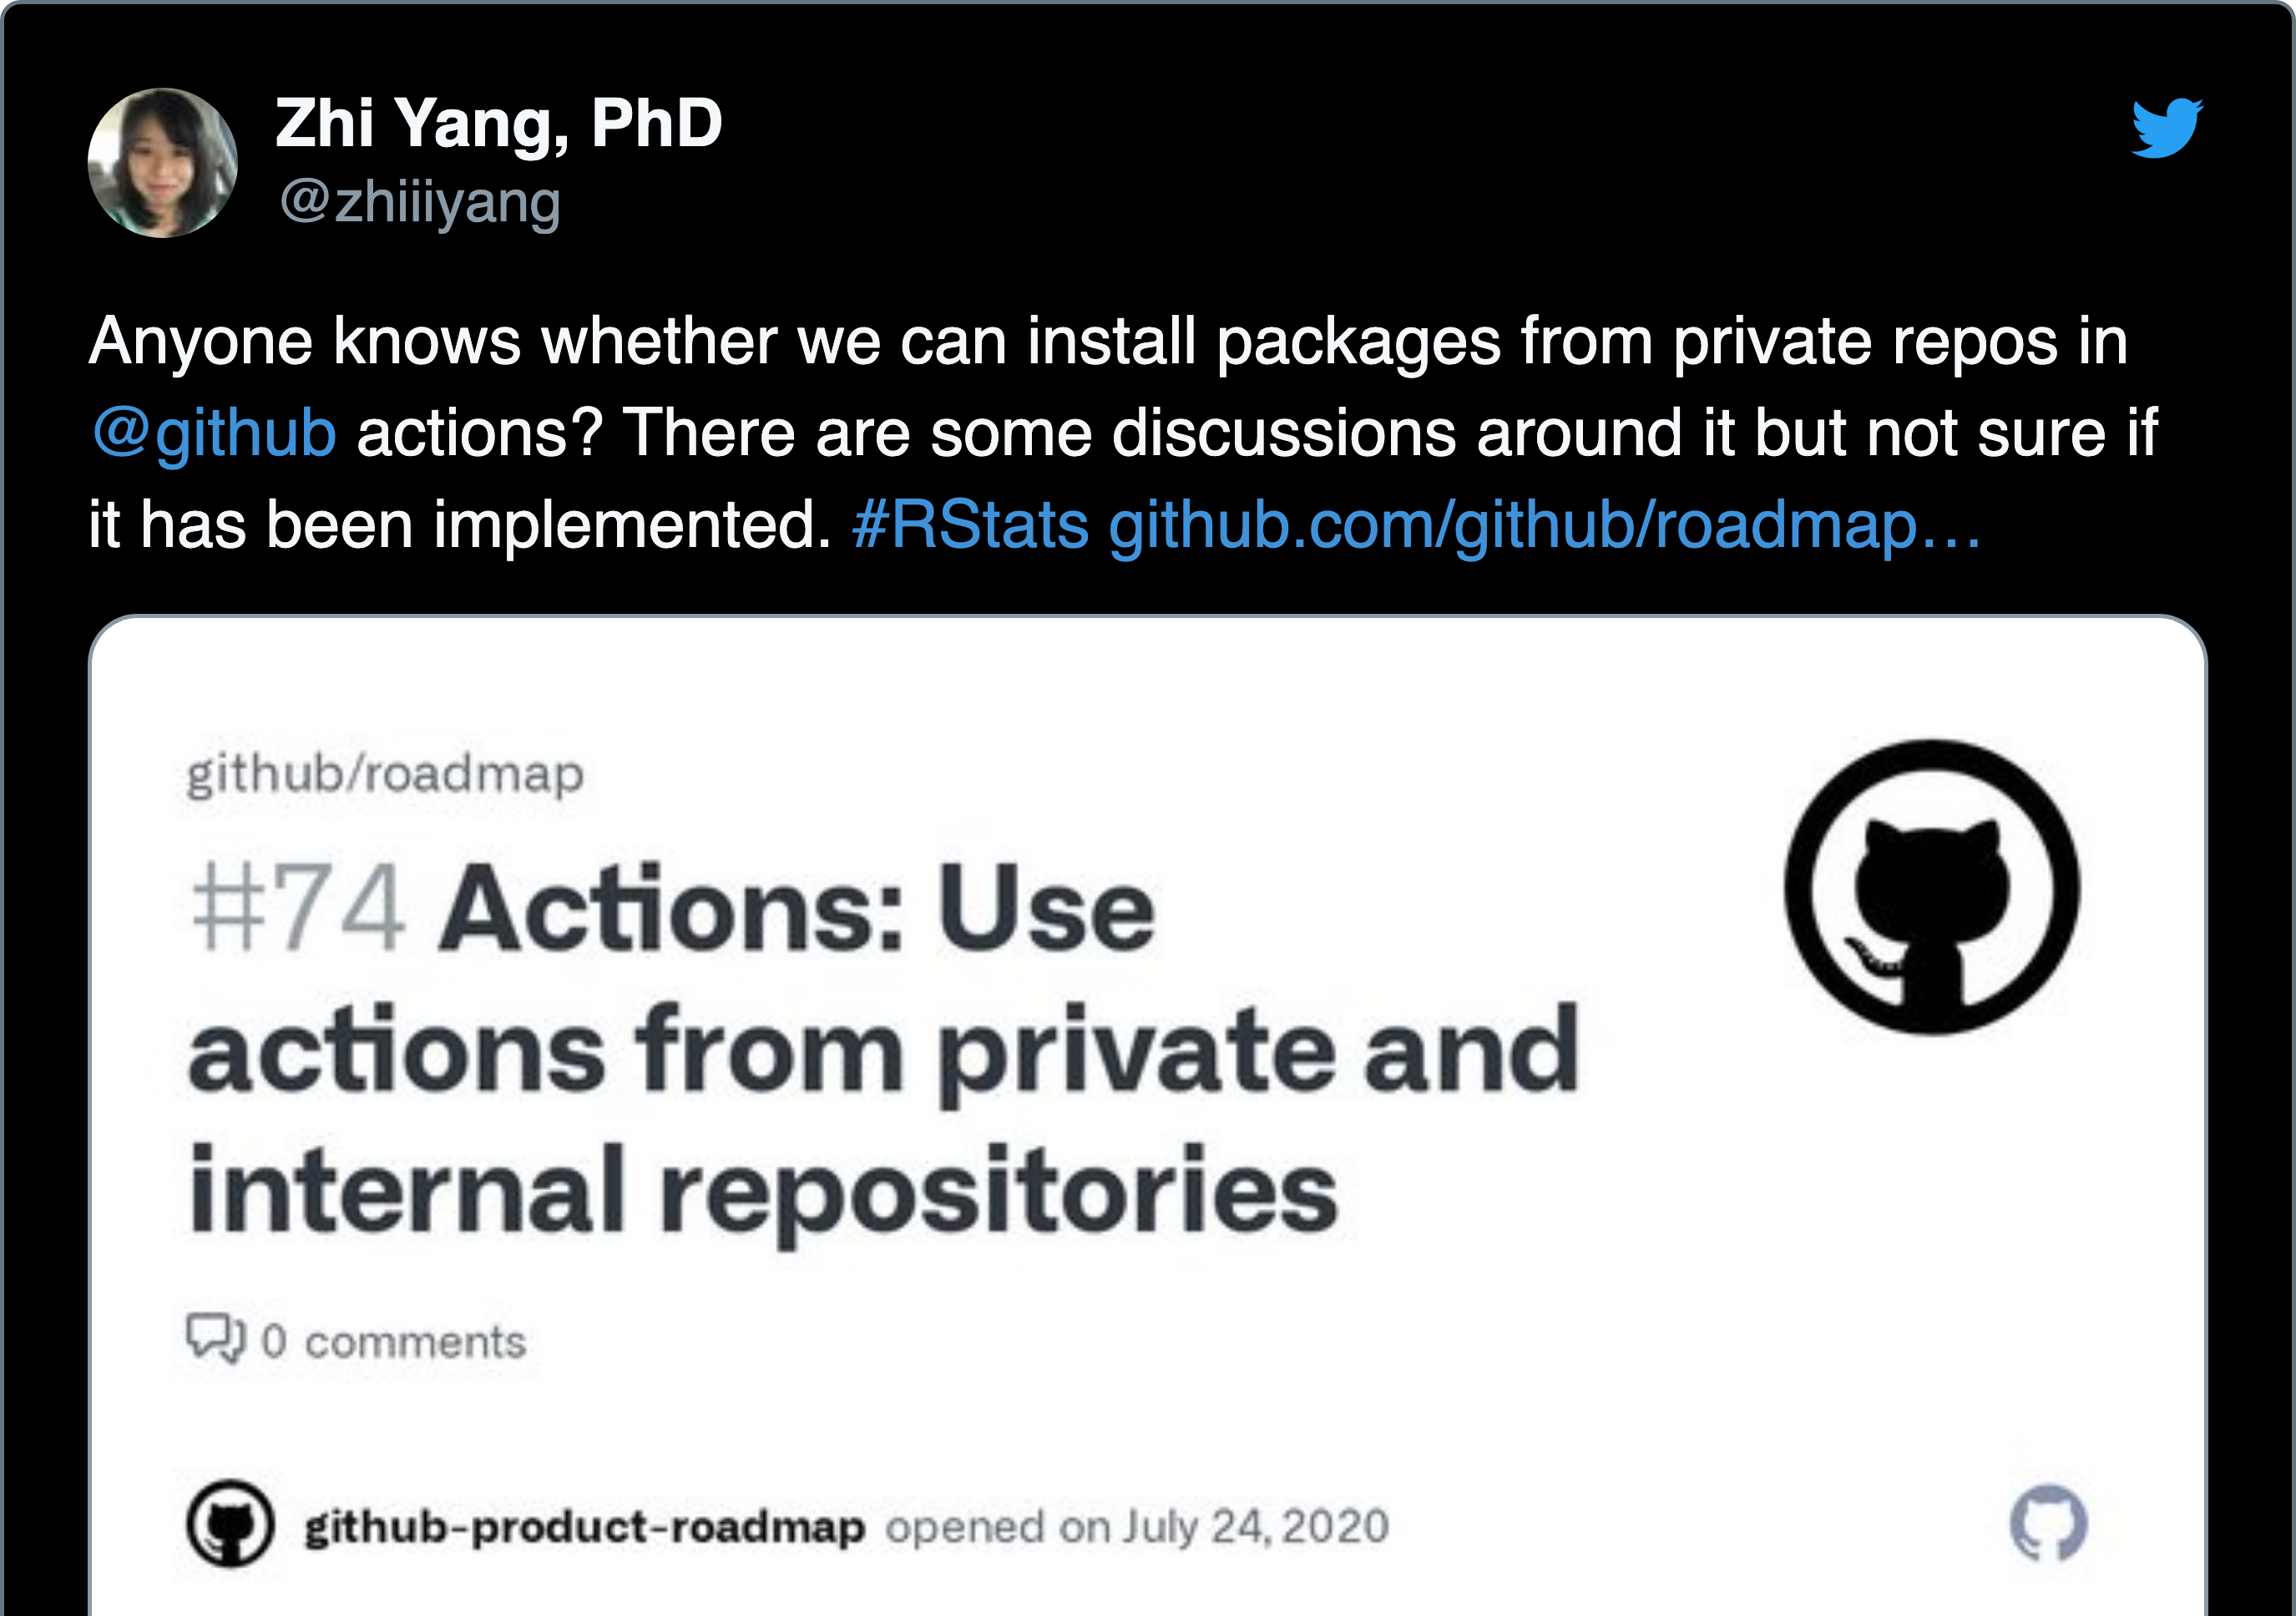 Zhi Yang, PhD
@zhiiiyang
Anyone knows whether we can install packages from private repos in
@github actions? There are some discussions around it but not sure if
it has been implemented. #RStats github.com/github/roadmap…
github/roadmap
#74 Actions: Use
actions from private and
internal repositories
0 comments
github-product-roadmap opened on July 24, 2020